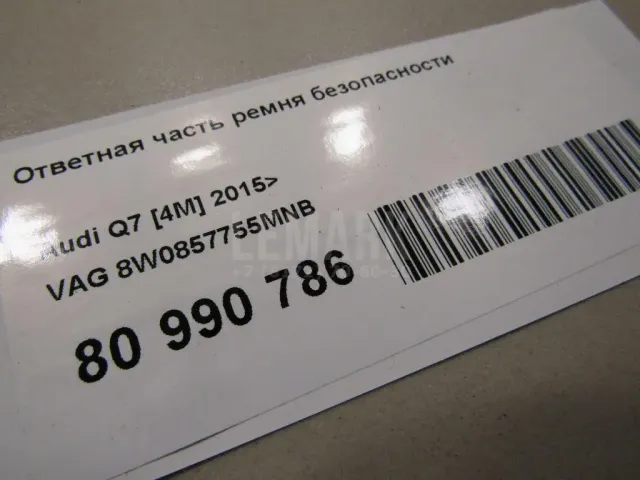 Ответная часть ремня безопасности
Audi Q7 [4M] 2015>
VAG 8W0857755MNB
80 990 786